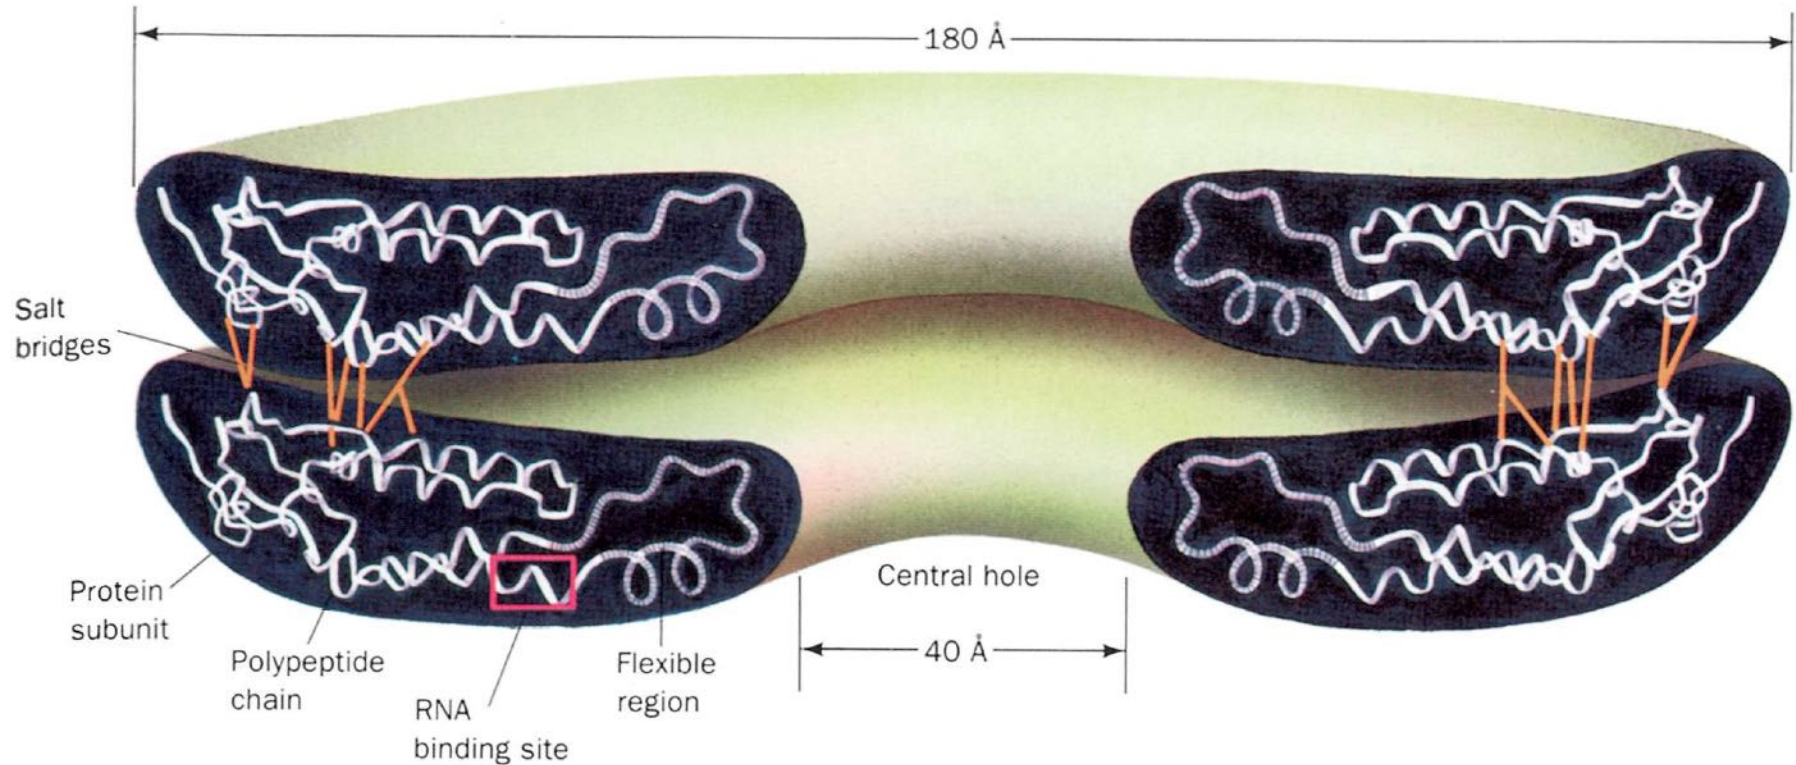 180 Å
Salt
bridges
Central hole
Protein
subunit
40 Å
Polypeptide
chain
Flexible
region
RNA
binding site